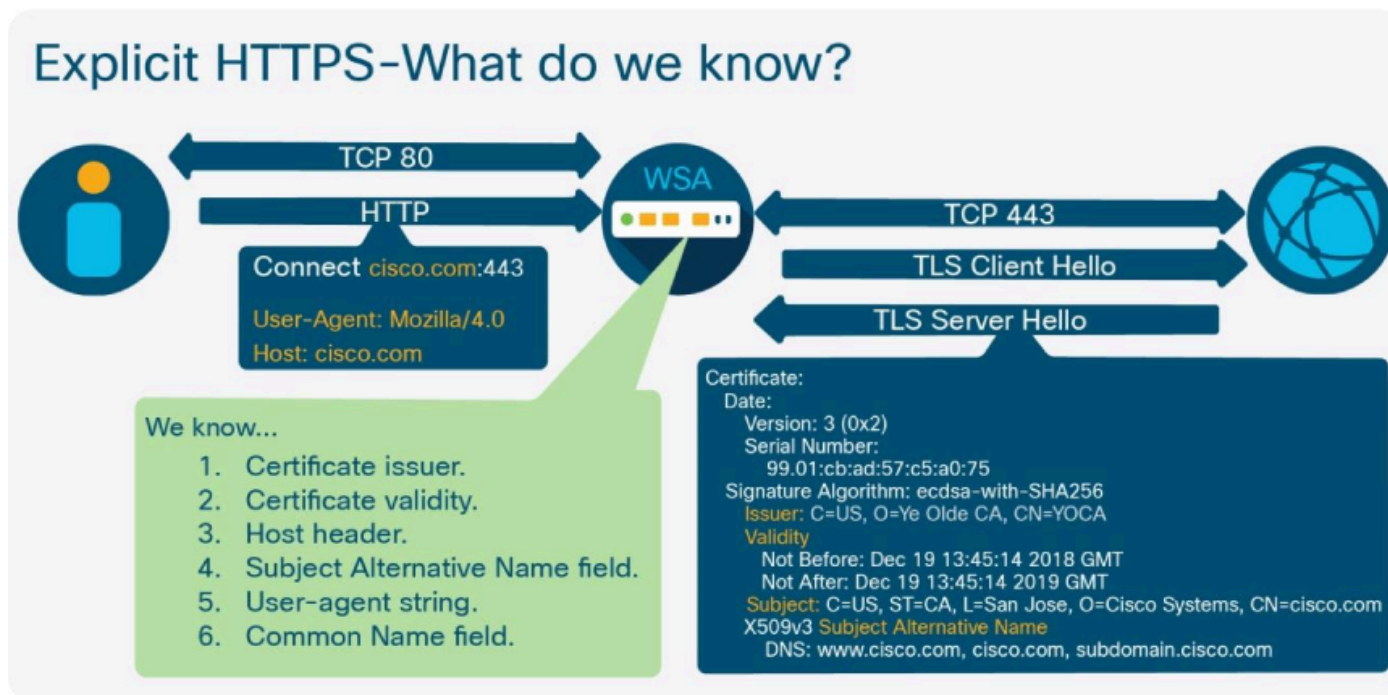 Explicit HTTPS-What do we know?
TCP 80
HTTP
Connect cisco.com:443
User-Agent: Mozilla/4.0
Host: cisco.com
WSA
TCP 443
TLS Client Hello
TLS Server Hello
We know...
1. Certificate issuer.
2. Certificate validity.
3. Host header.
4. Subject Alternative Name field.
5. User-agent string.
6. Common Name field.
Certificate:
Date:
Version: 3 (0x2)
Serial Number:
99.01:cb:ad:57:c5:a0:75
Signature Algorithm: ecdsa-with-SHA256
Issuer: C=US, O=Ye Olde CA, CN=YOCA
Validity
Not Before: Dec 19 13:45:14 2018 GMT
Not After: Dec 19 13:45:14 2019 GMT
Subject: C=US, ST=CA, L=San Jose, O=Cisco Systems, CN=cisco.com
X509v3 Subject Alternative Name
DNS: www.cisco.com, cisco.com, subdomain.cisco.com